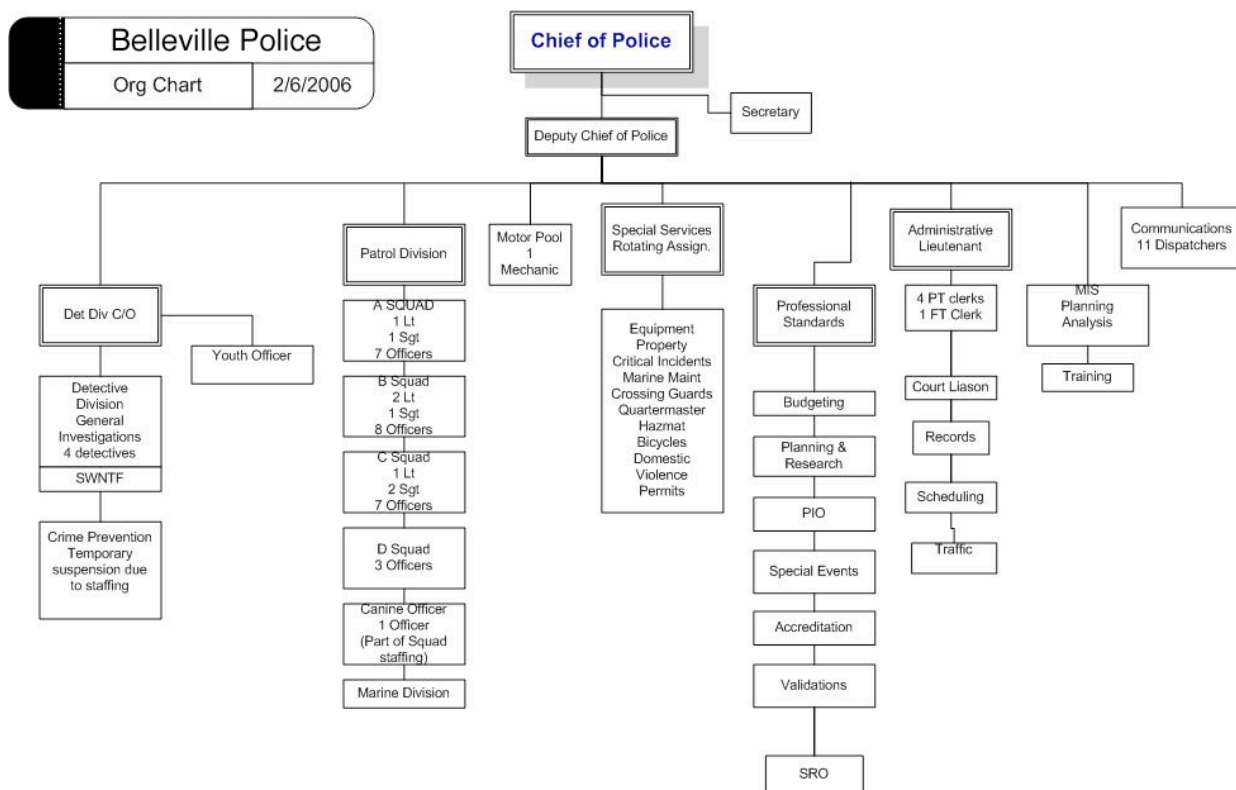 Belleville Police
Org Chart
2/6/2006
Chief of Police
Secretary
Deputy Chief of Police
Det Div C/O
Youth Officer
Detective
Division
General
Investigations
4 detectives
SWNTF
Crime Prevention
Temporary
suspension due
to staffing
Patrol Division
A SQUAD
1 Lt
1 Sgt
7 Officers
B Squad
2 Lt
1 Sgt
8 Officers
C Squad
1 Lt
2 Sgt
7 Officers
D Squad
3 Officers
Canine Officer
1 Officer
(Part of Squad
staffing)
Marine Division
Motor Pool
1
Mechanic
Special Services
Rotating Assign.
Equipment
Property
Critical Incidents
Marine Maint
Crossing Guards
Quartermaster
Hazmat
Bicycles
Domestic
Violence
Permits
Professional
Standards
Budgeting
Planning &
Research
PIO
Special Events
Accreditation
Validations
SRO
Administrative
Lieutenant
4 PT clerks
1 FT Clerk
Court Liason
Records
Scheduling
Traffic
MIS
Planning
Analysis
Training
Communications
11 Dispatchers